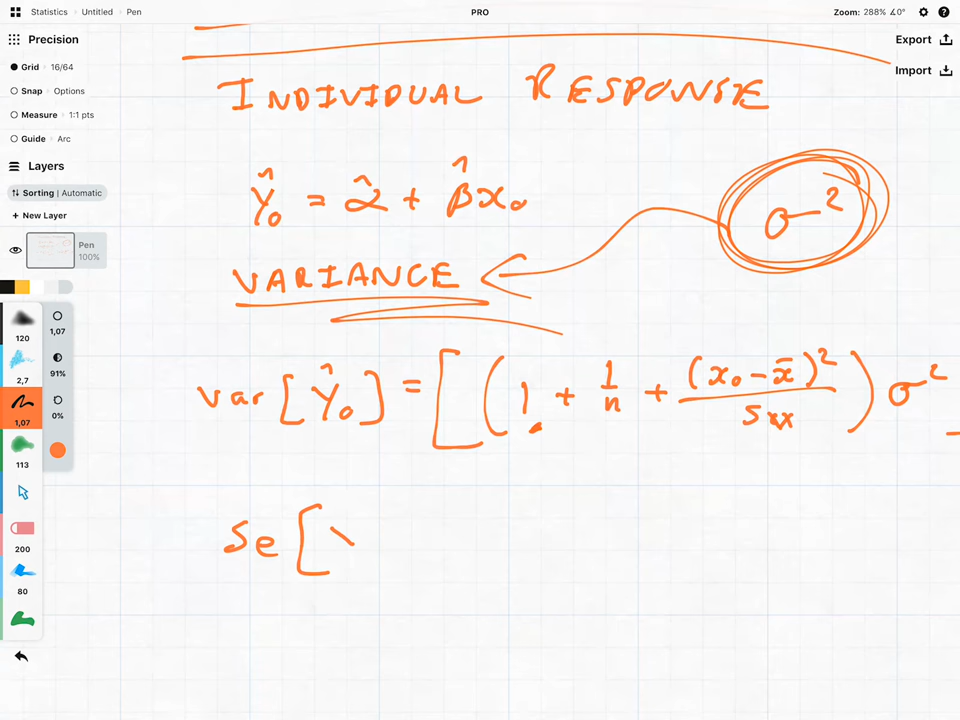 Statistics › Untitled › Pen
PRO
Zoom: 288% ∠0°
Precision
Export
Import
Grid 16/64
Snap Options
Measure 1:1 pts
Guide Arc
Layers
Sorting | Automatic
+ New Layer
Pen
100%
120
2,7
1,07
113
200
80
1,07
91%
0%
INDIVIDUAL RESPONSE
Ŷ₀ = α̂ + β̂x₀
σ²
VARIANCE
var [Ŷ₀] = [(1 + 1/n + (x₀ - x̄)²/Sxx) σ²
Se [